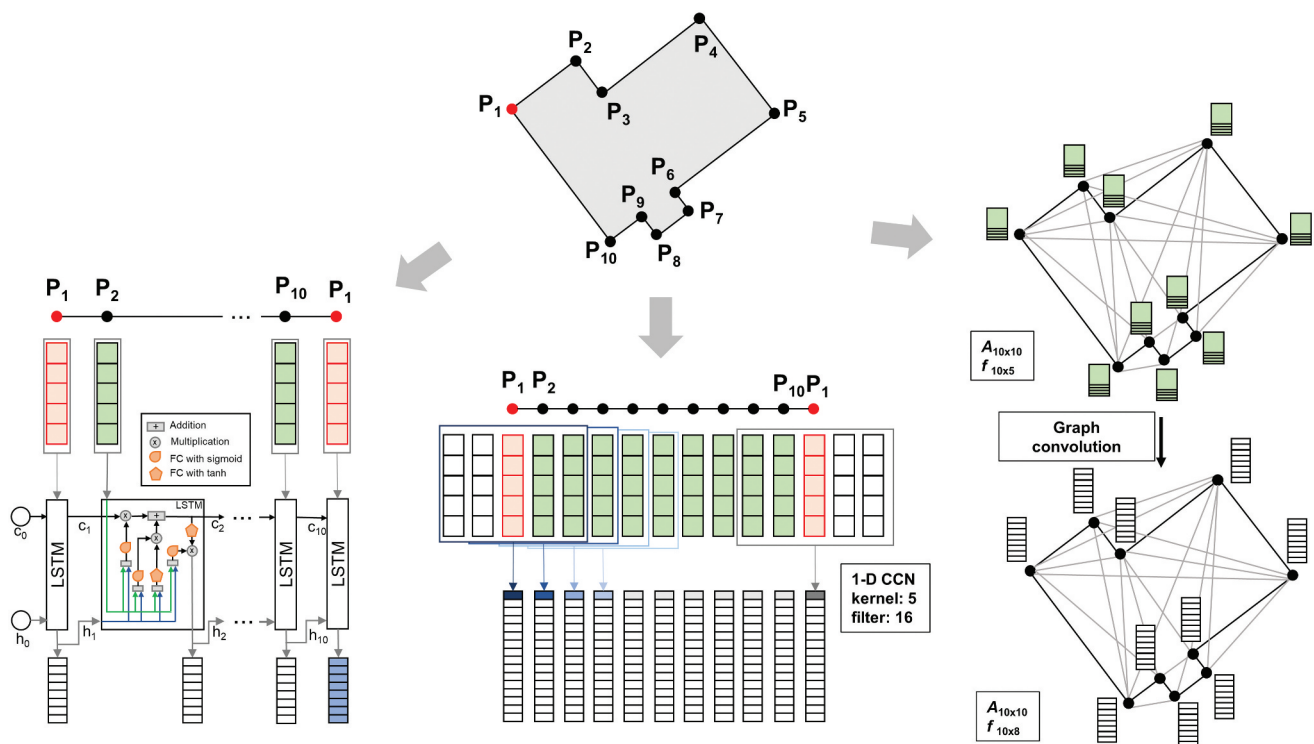 P2
P4
P1
P3
P5
P6
P9
P7
P10
P8
P1 P2 ... P10 P1
Addition
Multiplication
FC with sigmoid
FC with tanh
LSTM
c0
c1
LSTM
c2
...
LSTM
c10
LSTM
h0
h1
h2
...
h10
P1 P2 P10 P1
1-D CCN
kernel: 5
filter: 16
A10x10
f 10x5
Graph
convolution
A10x10
f 10x8